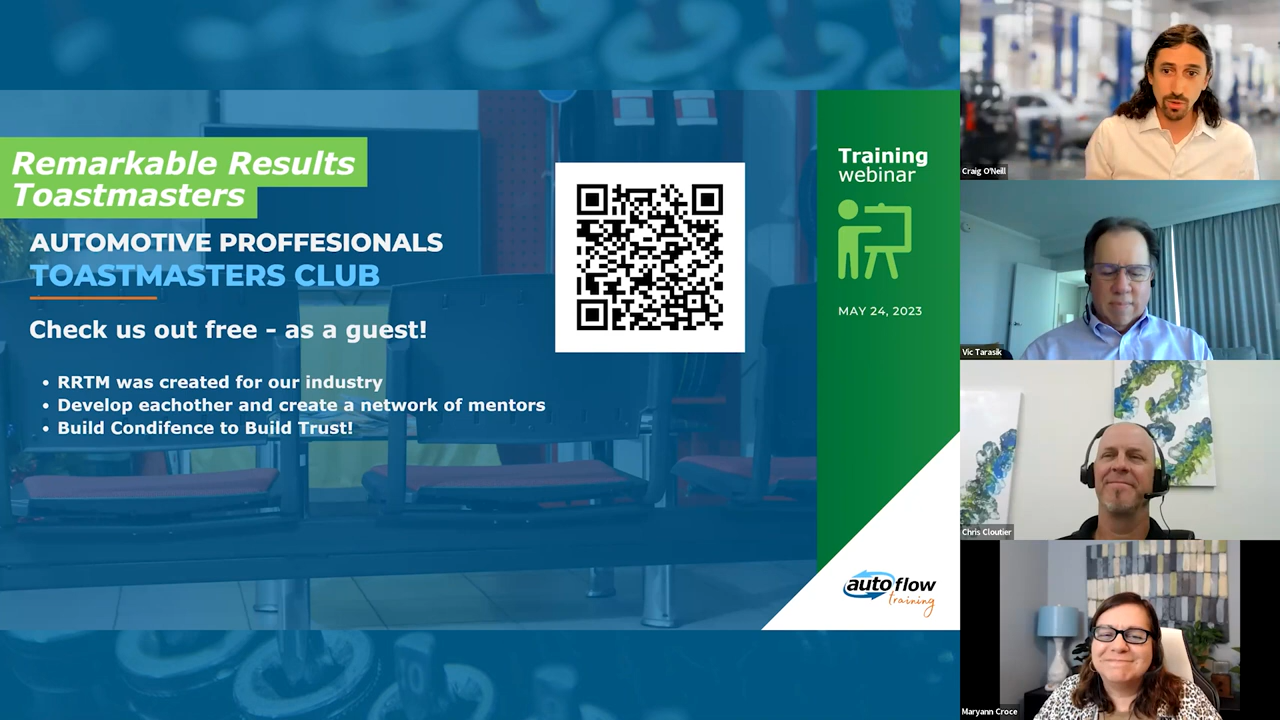 Remarkable Results
Toastmasters
AUTOMOTIVE PROFFESIONALS
TOASTMASTERS CLUB
Check us out free - as a guest!
• RRTM was created for our industry
• Develop eachother and create a network of mentors
• Build Condifence to Build Trust!
Training
webinar
MAY 24, 2023
autoflow
training
Craig O'Neill
Vic Tarasik
Chris Cloutier
Maryann Croce